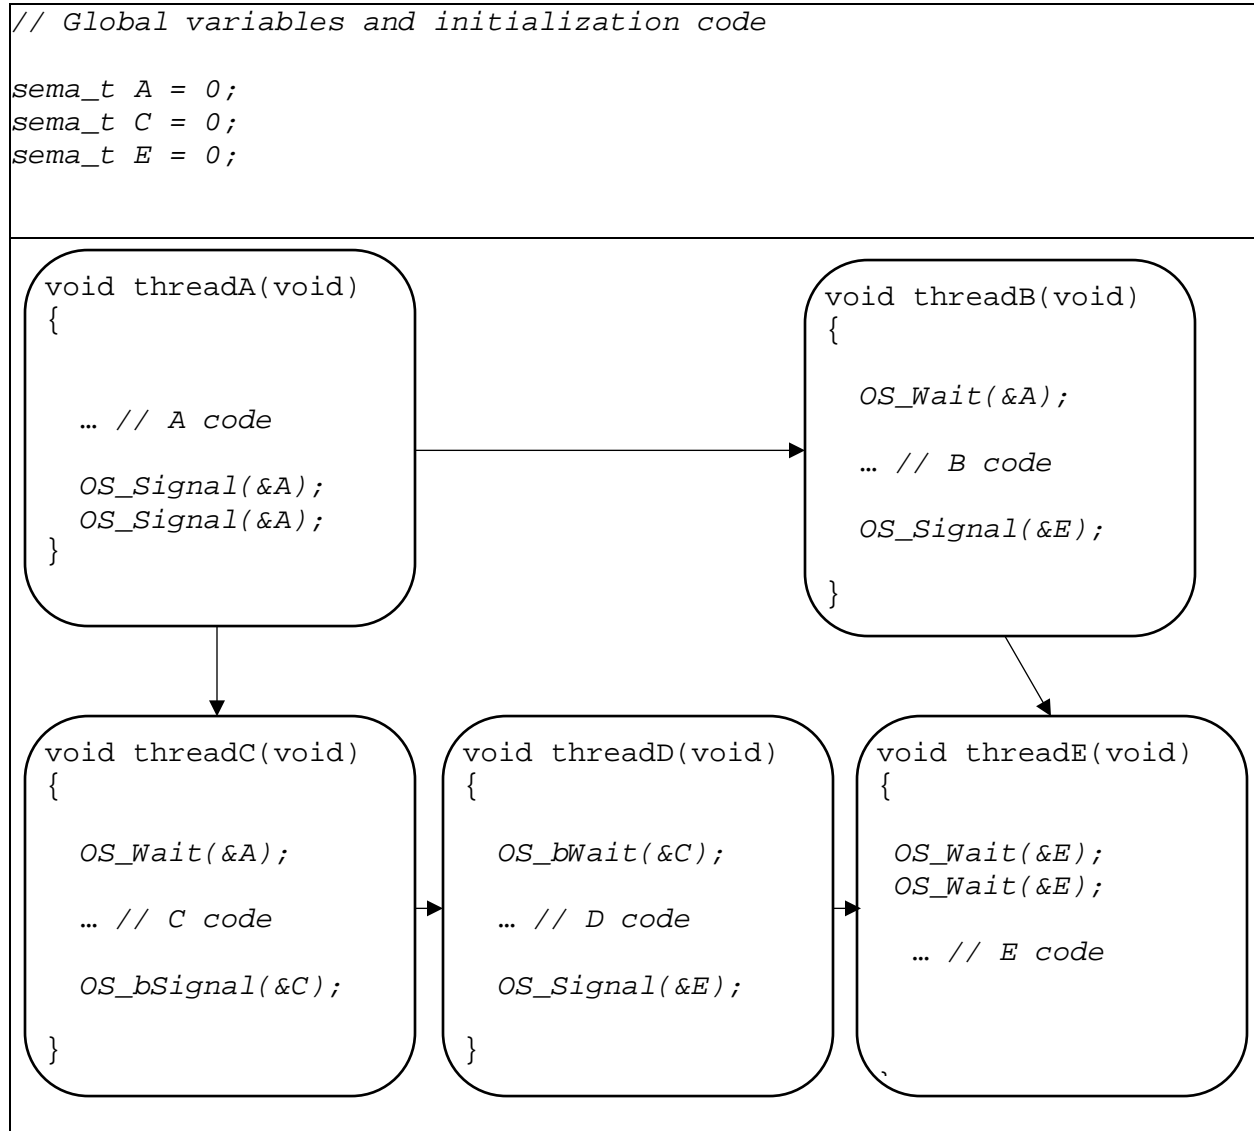 // Global variables and initialization code
sema_t A = 0;
sema_t C = 0;
sema_t E = 0;
void threadA(void)
{
… // A code
OS_Signal(&A);
OS_Signal(&A);
}
void threadB(void)
{
OS_Wait(&A);
… // B code
OS_Signal(&E);
}
void threadC(void)
{
OS_Wait(&A);
… // C code
OS_bSignal(&C);
}
void threadD(void)
{
OS_bWait(&C);
… // D code
OS_Signal(&E);
}
void threadE(void)
{
OS_Wait(&E);
OS_Wait(&E);
… // E code